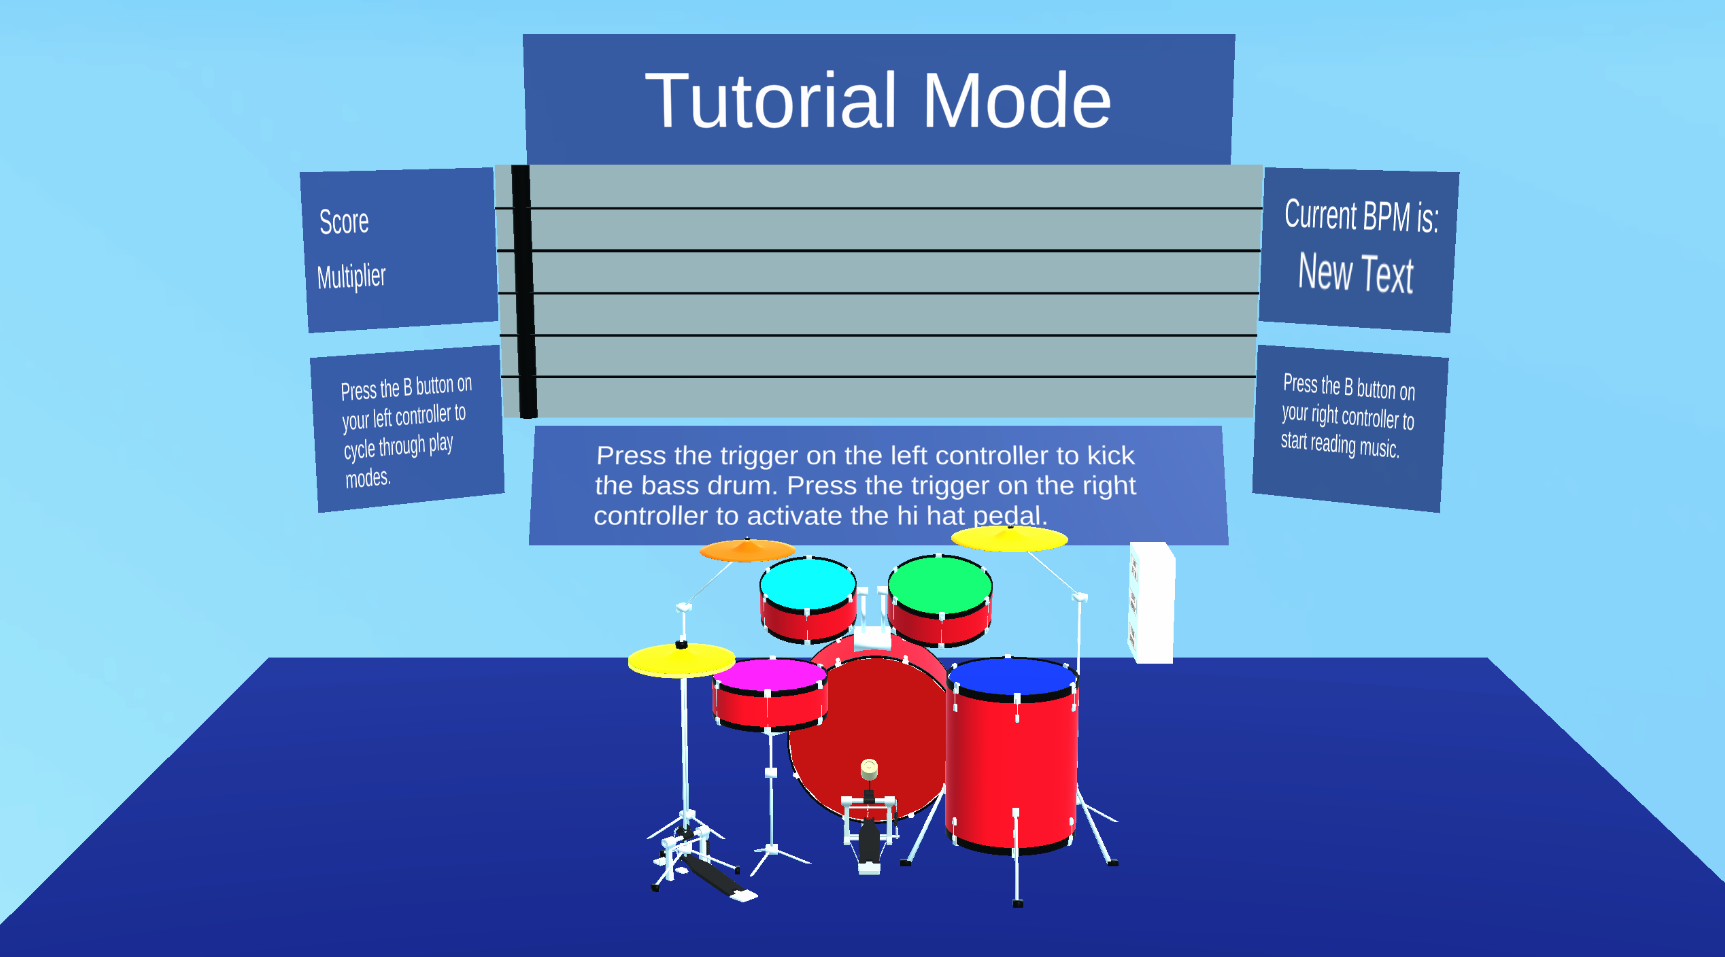 Tutorial Mode
Score
Multiplier
Current BPM is:
New Text
Press the B button on
your left controller to
cycle through play
modes.
Press the B button on
your right controller to
start reading music.
Press the trigger on the left controller to kick
the bass drum. Press the trigger on the right
controller to activate the hi hat pedal.